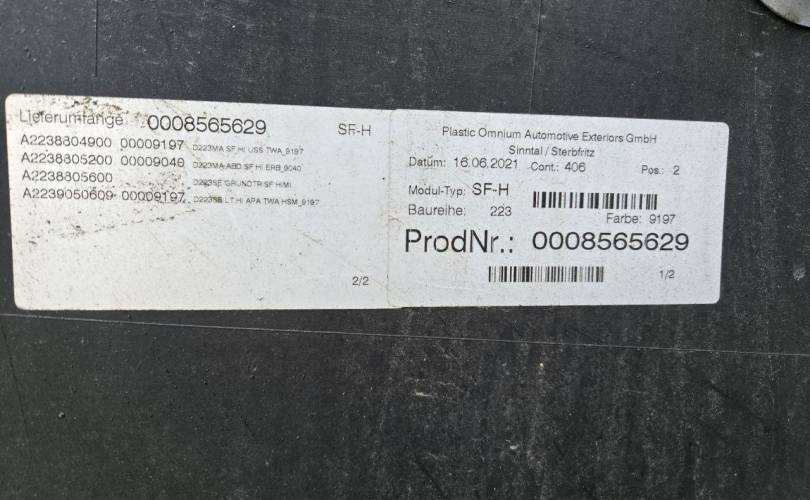 Lieferumfänge: 0008565629 SF-H
A2238804900 00009197 D223MA SF HI USS TWA_9197
A2238805200 00009040 D223MA ABD SF HI ERB_9040
A2238805600 D223SE GRUNDTR SF HI MI
A2239050609 00009197 D223SB LT HI APA TWA HSM_9197
2/2
Plastic Omnium Automotive Exteriors GmbH
Sinntal / Sterbfritz
Datum: 16.06.2021 Cont.: 406 Pos.: 2
Modul-Typ: SF-H
Baureihe: 223 Farbe: 9197
ProdNr.: 0008565629
1/2